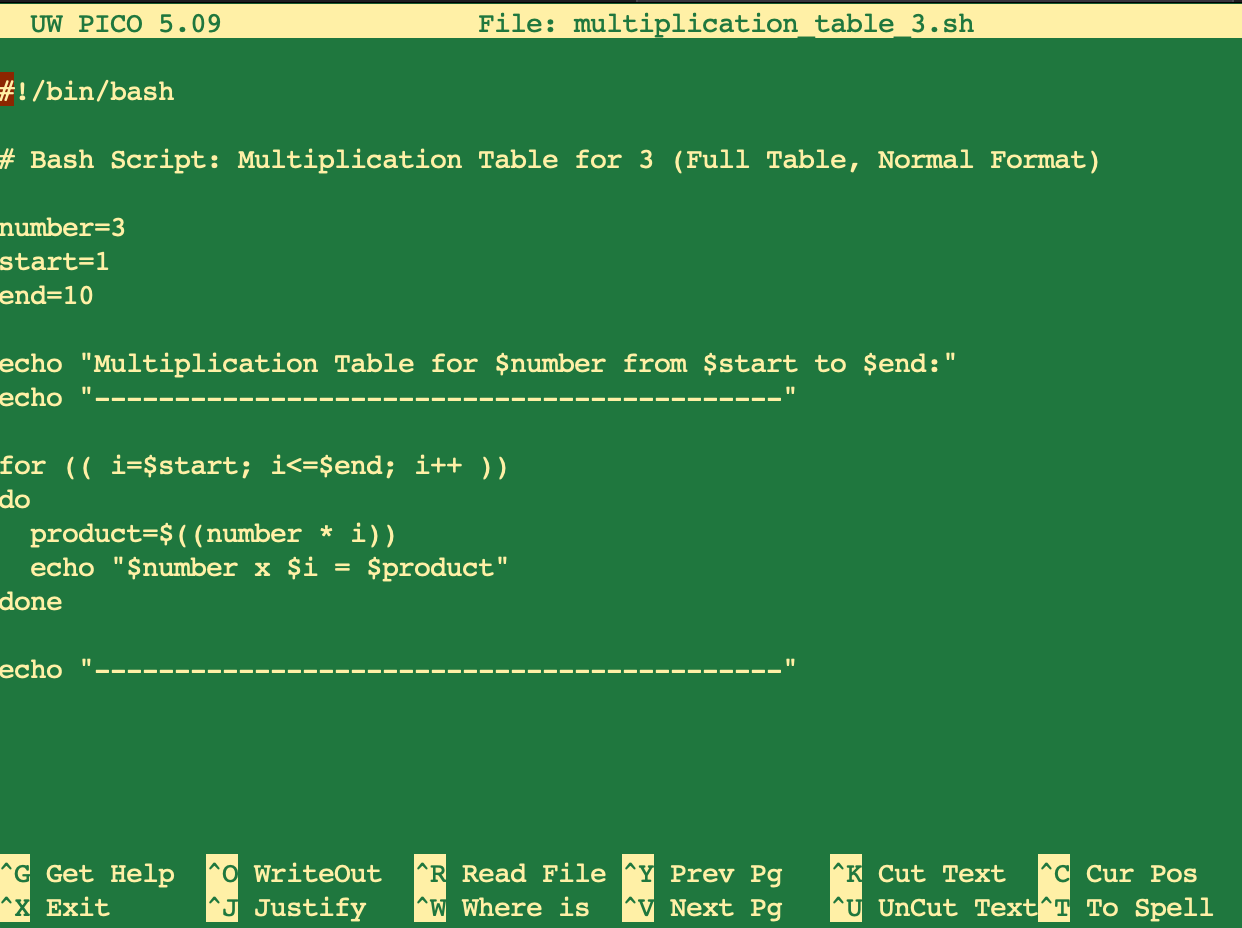 UW PICO 5.09 File: multiplication_table_3.sh
#!/bin/bash
# Bash Script: Multiplication Table for 3 (Full Table, Normal Format)
number=3
start=1
end=10
echo "Multiplication Table for $number from $start to $end:"
echo "-------------------------------------------"
for (( i=$start; i<=$end; i++ ))
do
  product=$((number * i))
  echo "$number x $i = $product"
done
echo "-------------------------------------------"
^G Get Help ^O WriteOut ^R Read File ^Y Prev Pg ^K Cut Text ^C Cur Pos
^X Exit ^J Justify ^W Where is ^V Next Pg ^U UnCut Text ^T To Spell